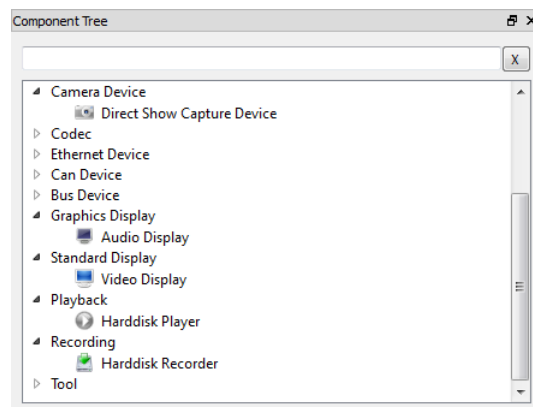 Component Tree
X
Camera Device
Direct Show Capture Device
Codec
Ethernet Device
Can Device
Bus Device
Graphics Display
Audio Display
Standard Display
Video Display
Playback
Harddisk Player
Recording
Harddisk Recorder
Tool